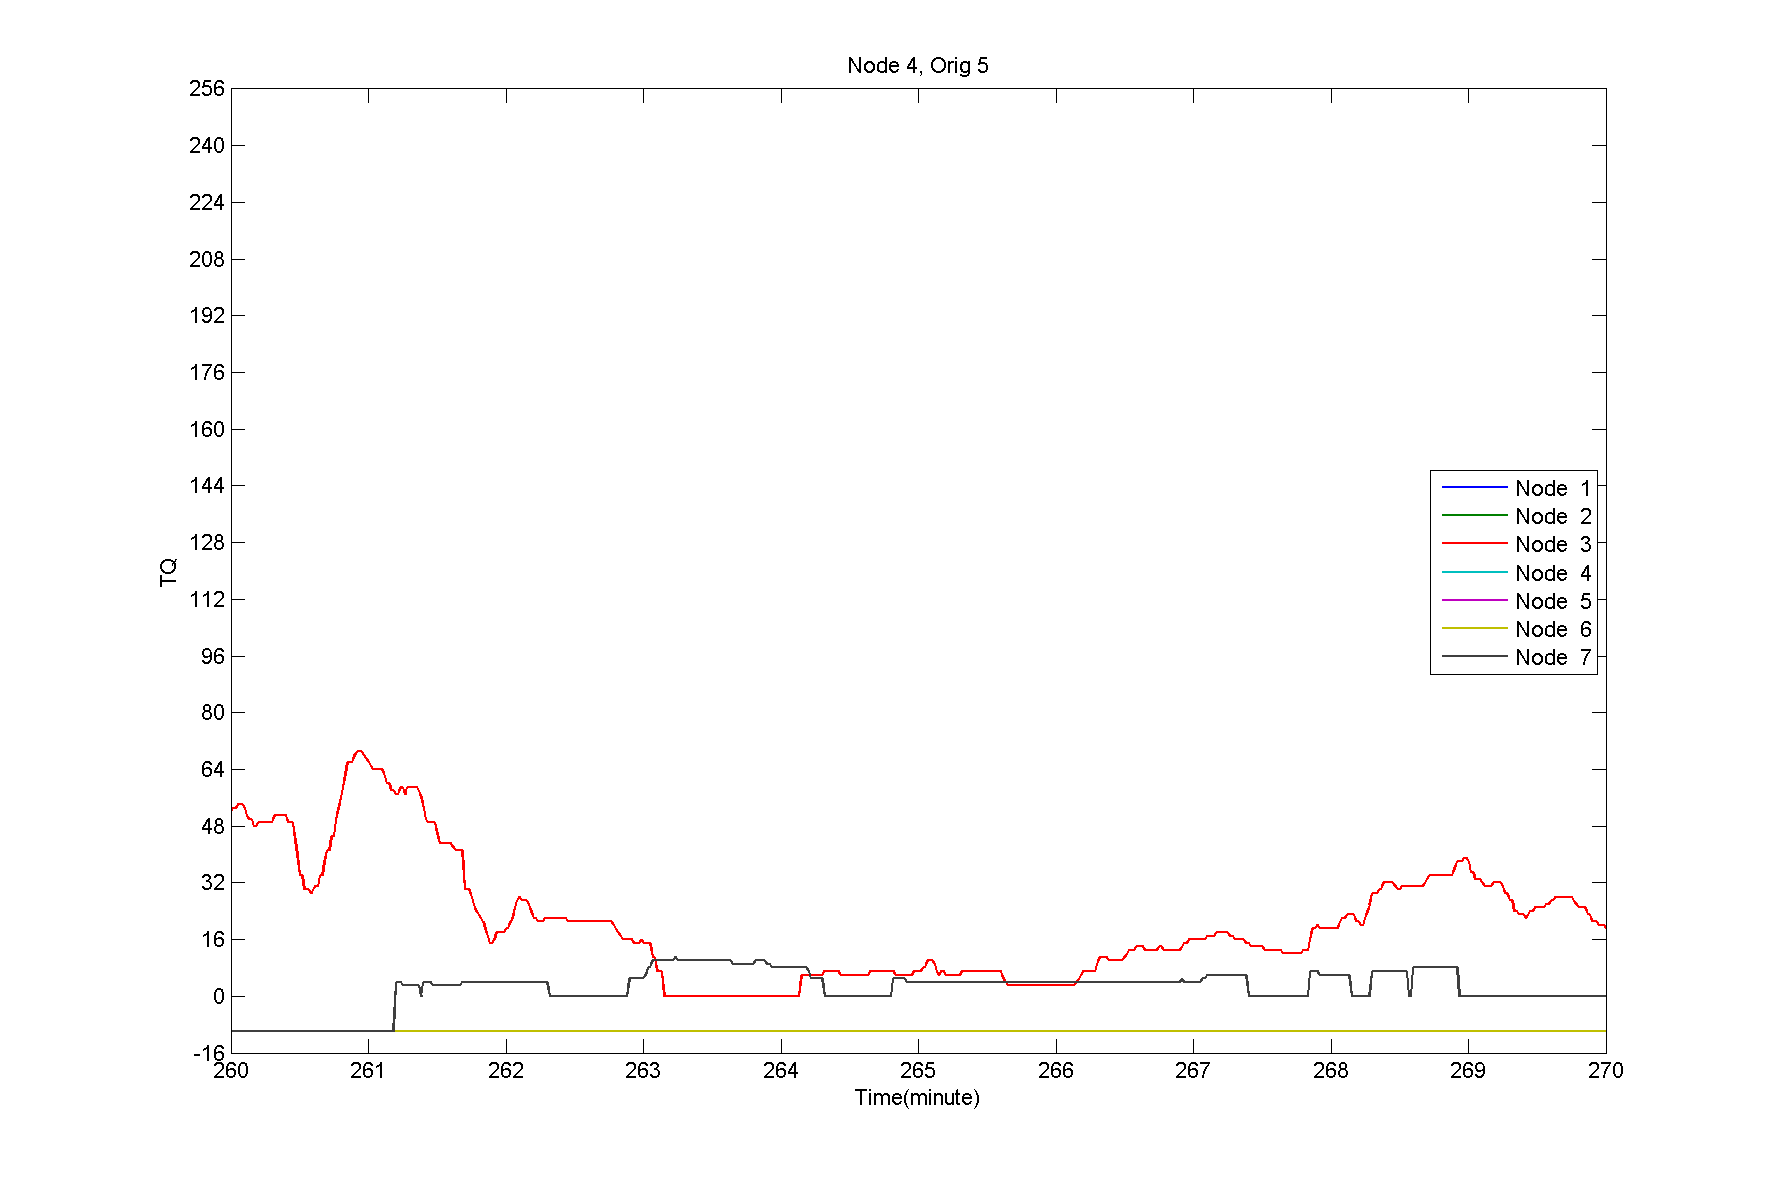 Node 4, Orig 5
256
240
224
208
192
176
160
144
128
112
96
80
64
48
32
16
0
-16
TQ
Node 1
Node 2
Node 3
Node 4
Node 5
Node 6
Node 7
260 261 262 263 264 265 266 267 268 269 270
Time(minute)